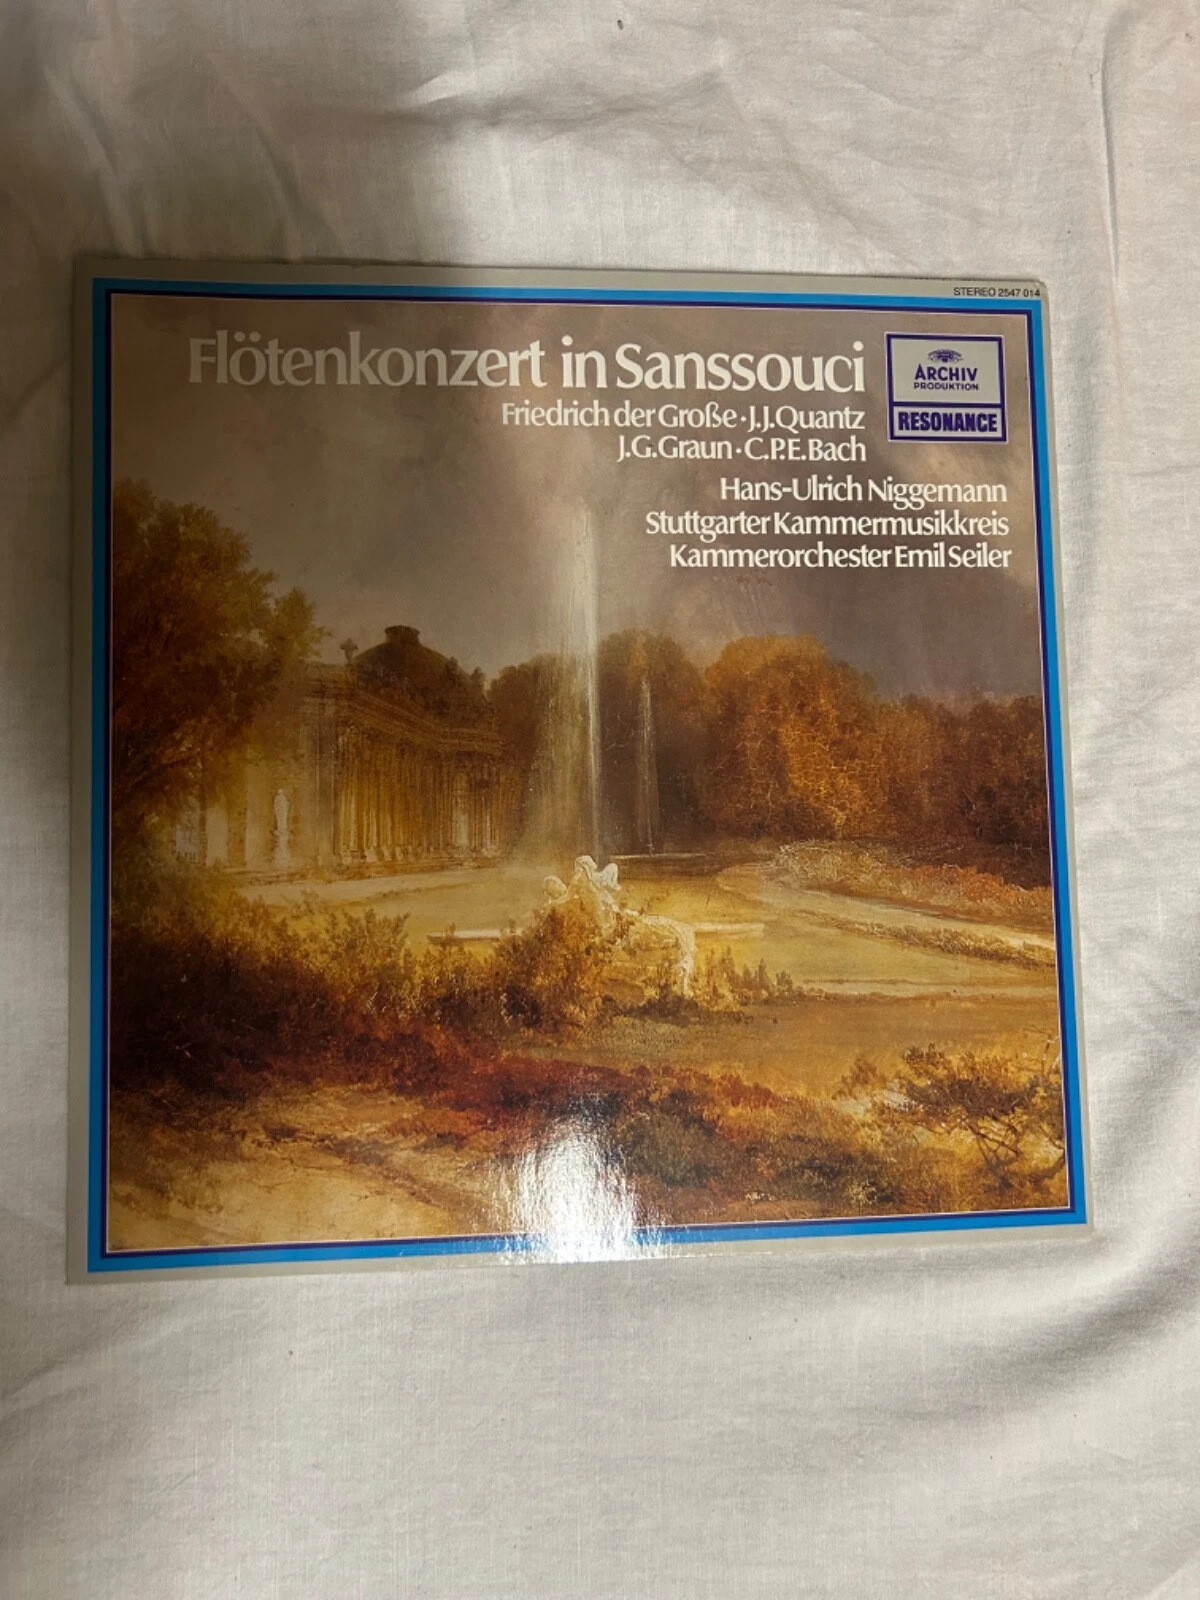 STEREO 2547 014
Flötenkonzert in Sanssouci
Friedrich der Große · J.J.Quantz
J.G.Graun · C.P.E.Bach
ARCHIV
PRODUKTION
RESONANCE
Hans-Ulrich Niggemann
Stuttgarter Kammermusikkreis
Kammerorchester Emil Seiler